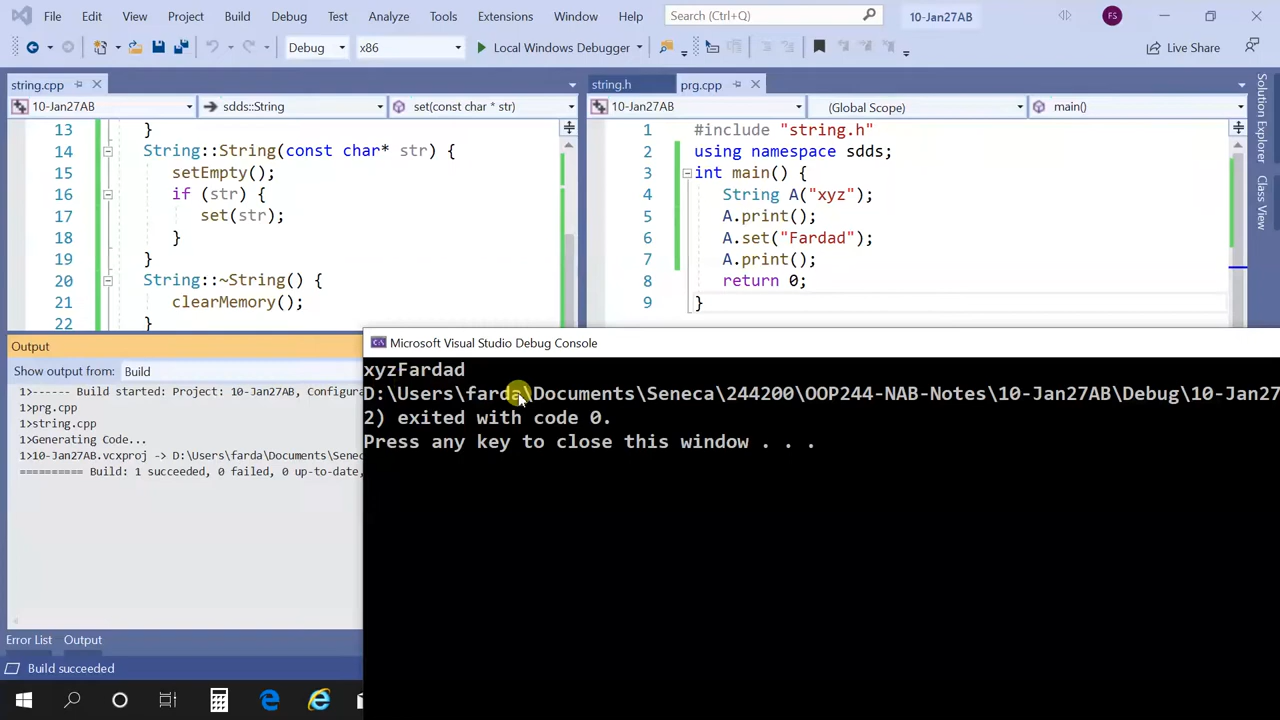 File Edit View Project Build Debug Test Analyze Tools Extensions Window Help Search (Ctrl+Q) 10-Jan27AB FS
Debug x86 Local Windows Debugger Live Share
string.cpp
10-Jan27AB sdds::String set(const char * str)
13 }
14 String::String(const char* str) {
15 setEmpty();
16 if (str) {
17 set(str);
18 }
19 }
20 String::~String() {
21 clearMemory();
22 }
string.h prg.cpp
10-Jan27AB (Global Scope) main()
1 #include "string.h"
2 using namespace sdds;
3 int main() {
4 String A("xyz");
5 A.print();
6 A.set("Fardad");
7 A.print();
8 return 0;
9 }
Solution Explorer
Class View
Output
Show output from: Build
1>------ Build started: Project: 10-Jan27AB, Configura
1>prg.cpp
1>string.cpp
1>Generating Code...
1>10-Jan27AB.vcxproj -> D:\Users\farda\Documents\Senec
========== Build: 1 succeeded, 0 failed, 0 up-to-date,
Error List Output
Build succeeded
Microsoft Visual Studio Debug Console
xyzFardad
D:\Users\farda\Documents\Seneca\244200\OOP244-NAB-Notes\10-Jan27AB\Debug\10-Jan27
2) exited with code 0.
Press any key to close this window . . .